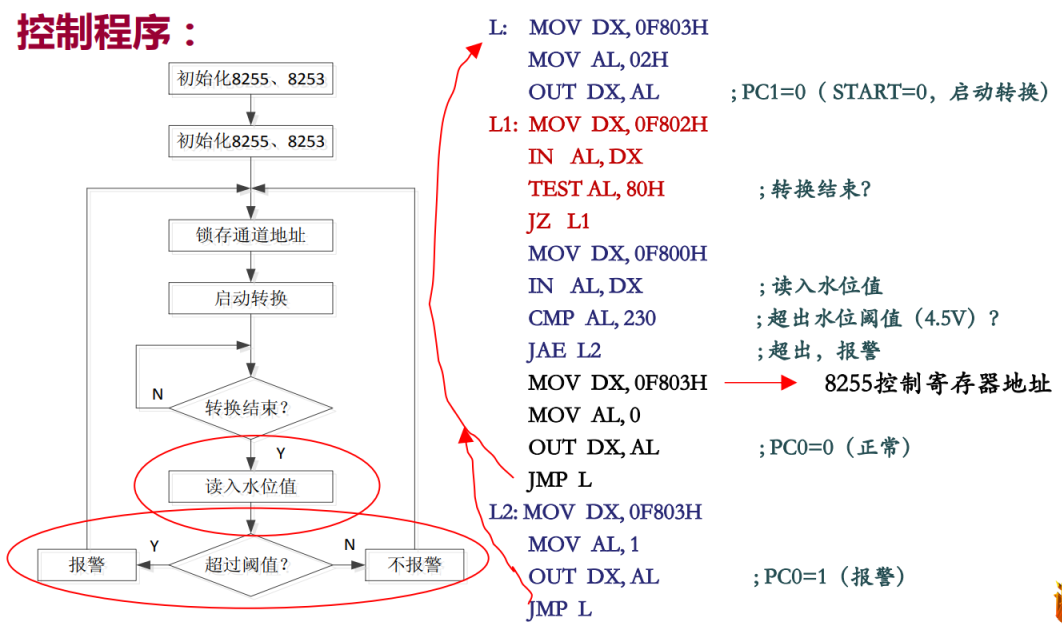 控制程序：
初始化8255、8253
初始化8255、8253
锁存通道地址
启动转换
N
转换结束？
Y
读入水位值
Y
超过阈值？
N
报警
不报警
L: MOV DX, 0F803H
MOV AL, 02H
OUT DX, AL ; PC1=0（START=0，启动转换）
L1: MOV DX, 0F802H
IN AL, DX
TEST AL, 80H ; 转换结束?
JZ L1
MOV DX, 0F800H
IN AL, DX ; 读入水位值
CMP AL, 230 ; 超出水位阈值（4.5V）？
JAE L2 ; 超出，报警
MOV DX, 0F803H 8255控制寄存器地址
MOV AL, 0
OUT DX, AL ; PC0=0（正常）
JMP L
L2: MOV DX, 0F803H
MOV AL, 1
OUT DX, AL ; PC0=1（报警）
JMP L